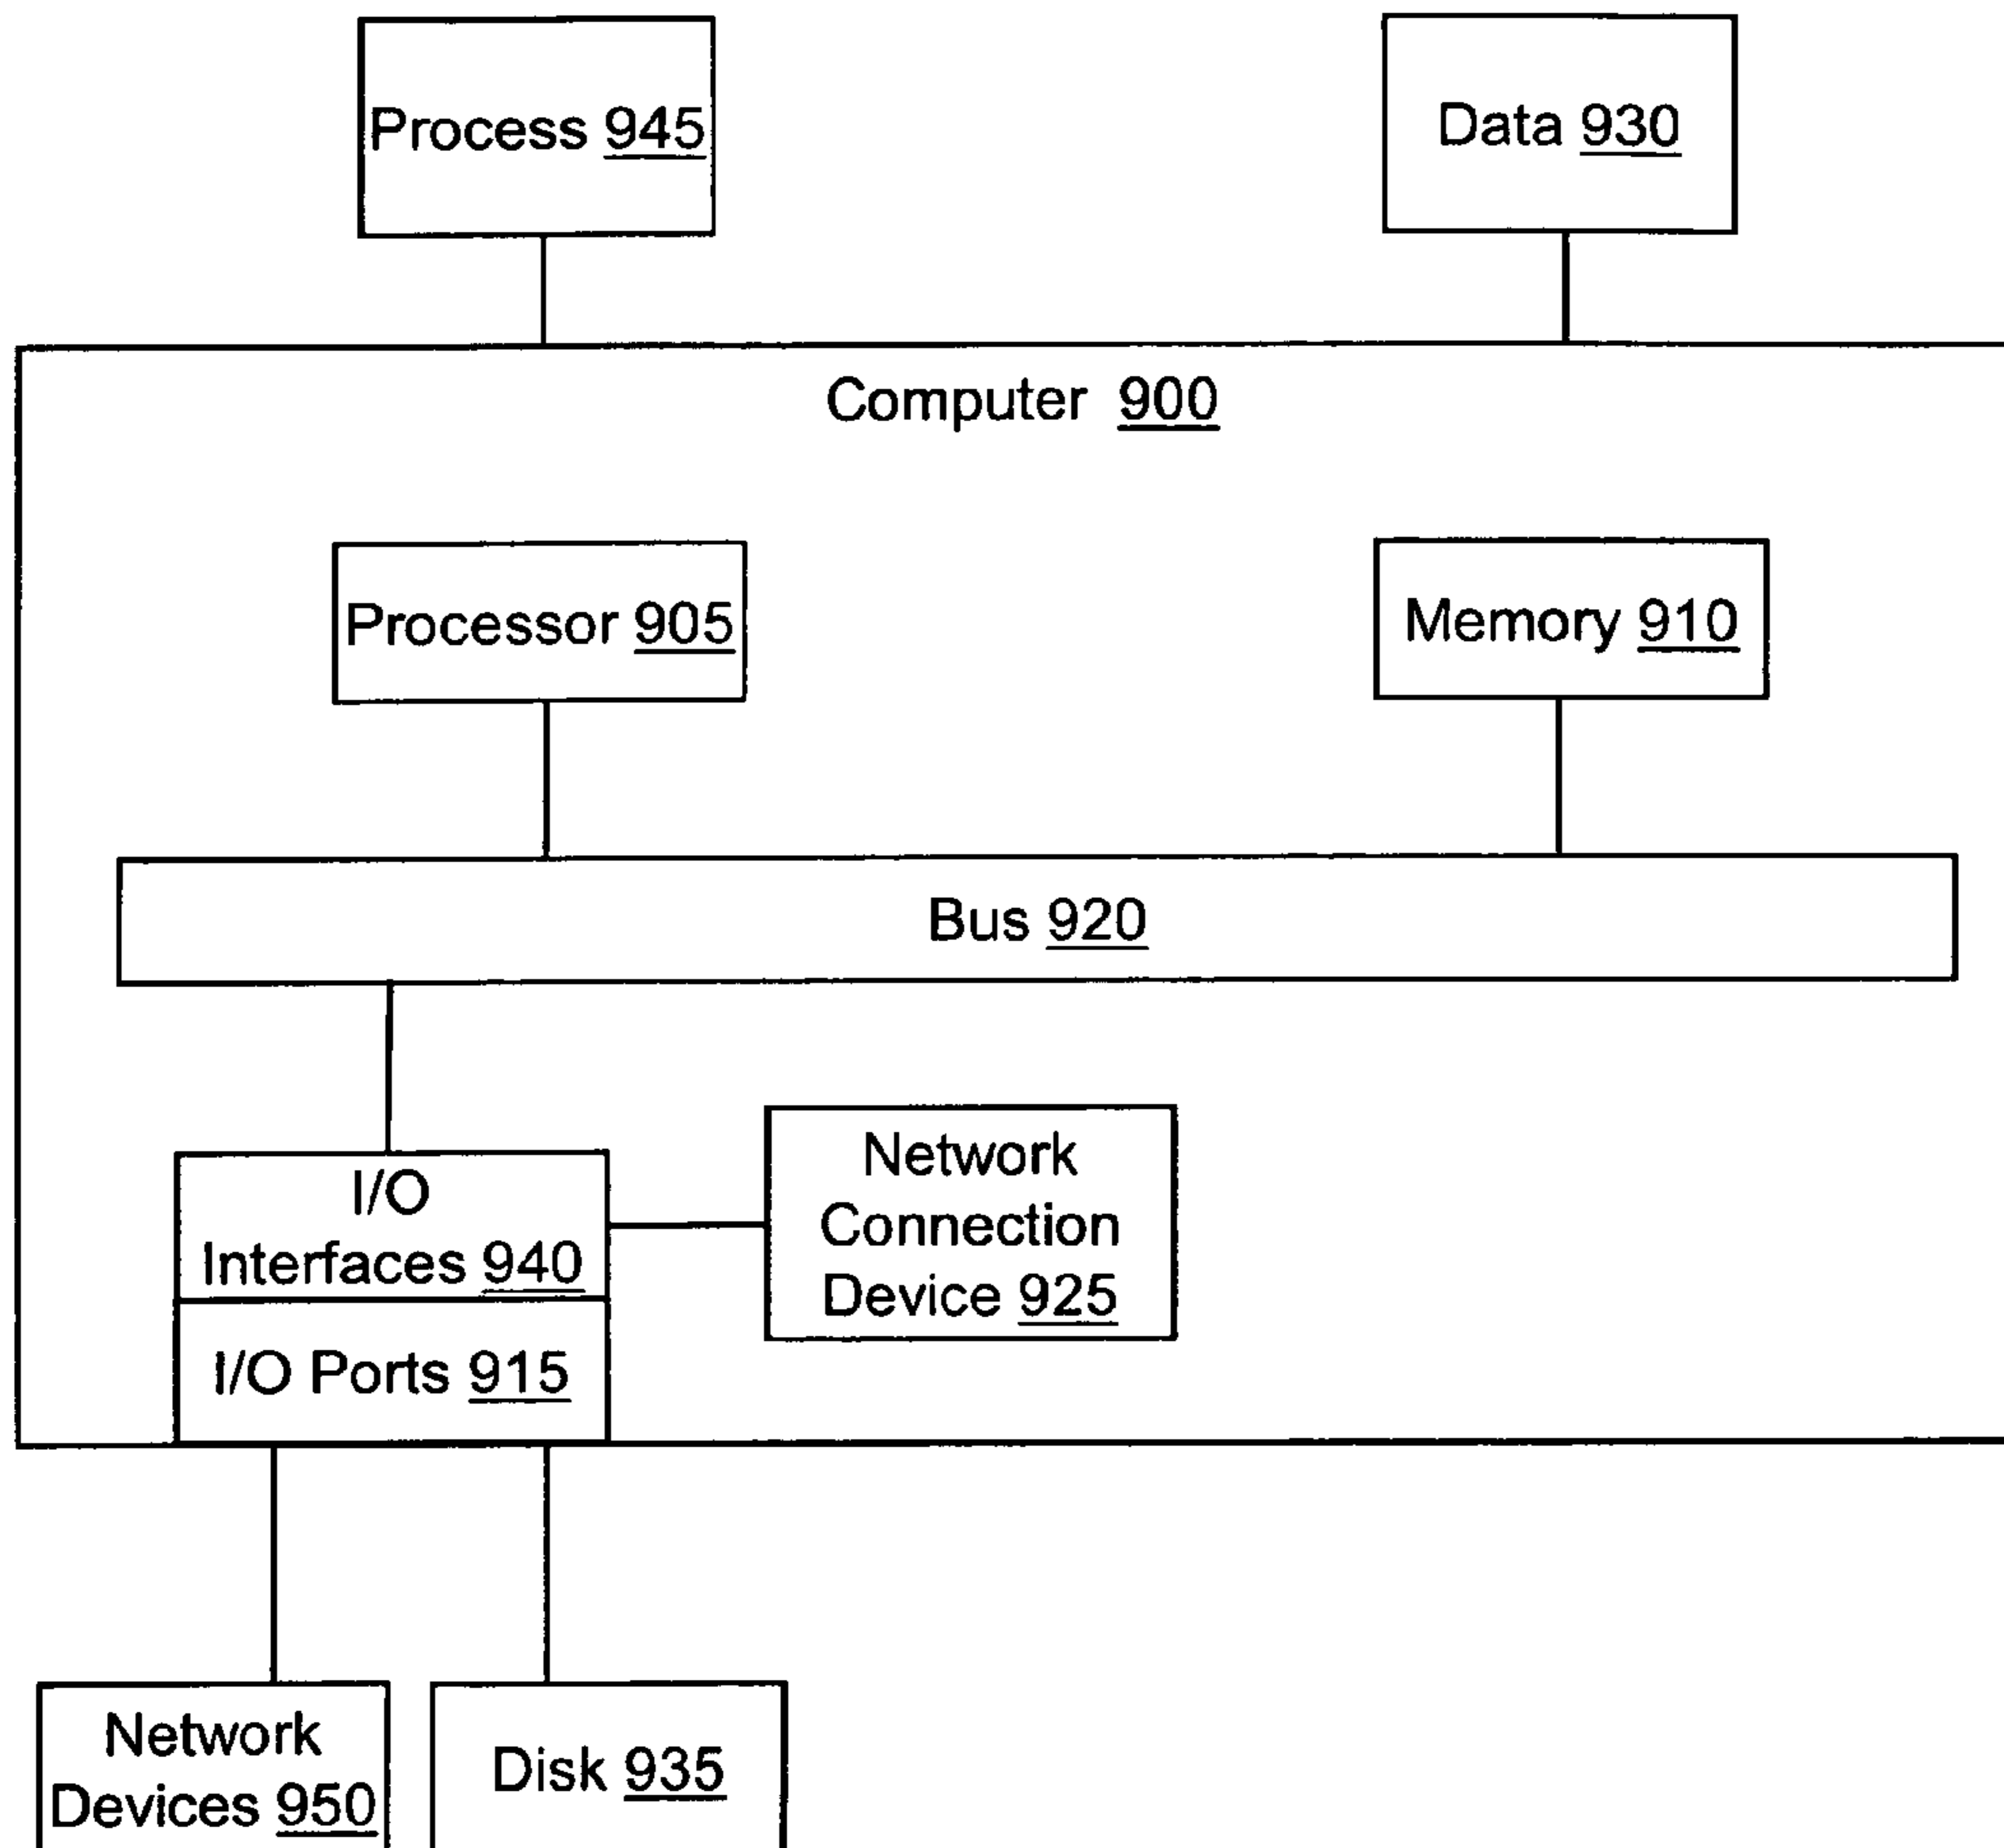 Process 945
Data 930
Computer 900
Processor 905
Memory 910
Bus 920
I/O
Interfaces 940
Network
Connection
Device 925
I/O Ports 915
Network
Devices 950
Disk 935